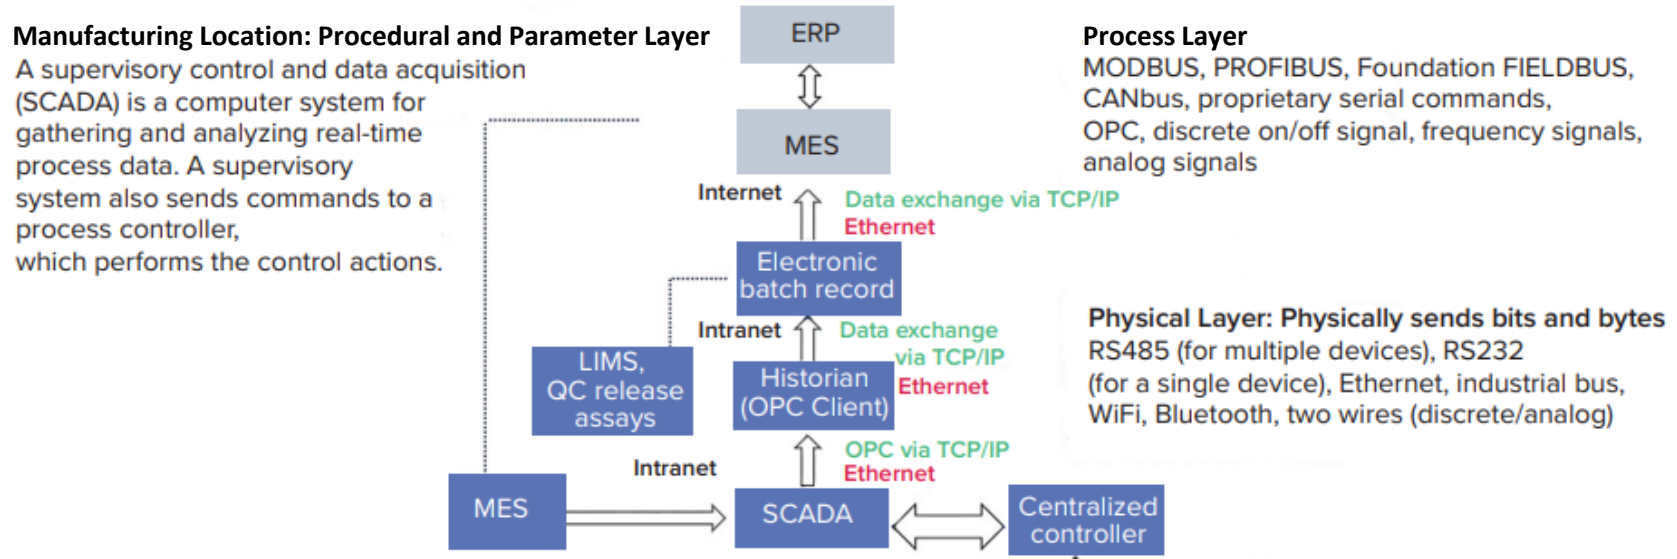 Manufacturing Location: Procedural and Parameter Layer
A supervisory control and data acquisition
(SCADA) is a computer system for
gathering and analyzing real-time
process data. A supervisory
system also sends commands to a
process controller,
which performs the control actions.
ERP
MES
Process Layer
MODBUS, PROFIBUS, Foundation FIELDBUS,
CANbus, proprietary serial commands,
OPC, discrete on/off signal, frequency signals,
analog signals
Internet
Data exchange via TCP/IP
Ethernet
Electronic
batch record
Intranet
Data exchange
via TCP/IP
Ethernet
Physical Layer: Physically sends bits and bytes
RS485 (for multiple devices), RS232
(for a single device), Ethernet, industrial bus,
WiFi, Bluetooth, two wires (discrete/analog)
LIMS,
QC release
assays
Historian
(OPC Client)
Intranet
OPC via TCP/IP
Ethernet
MES
SCADA
Centralized
controller